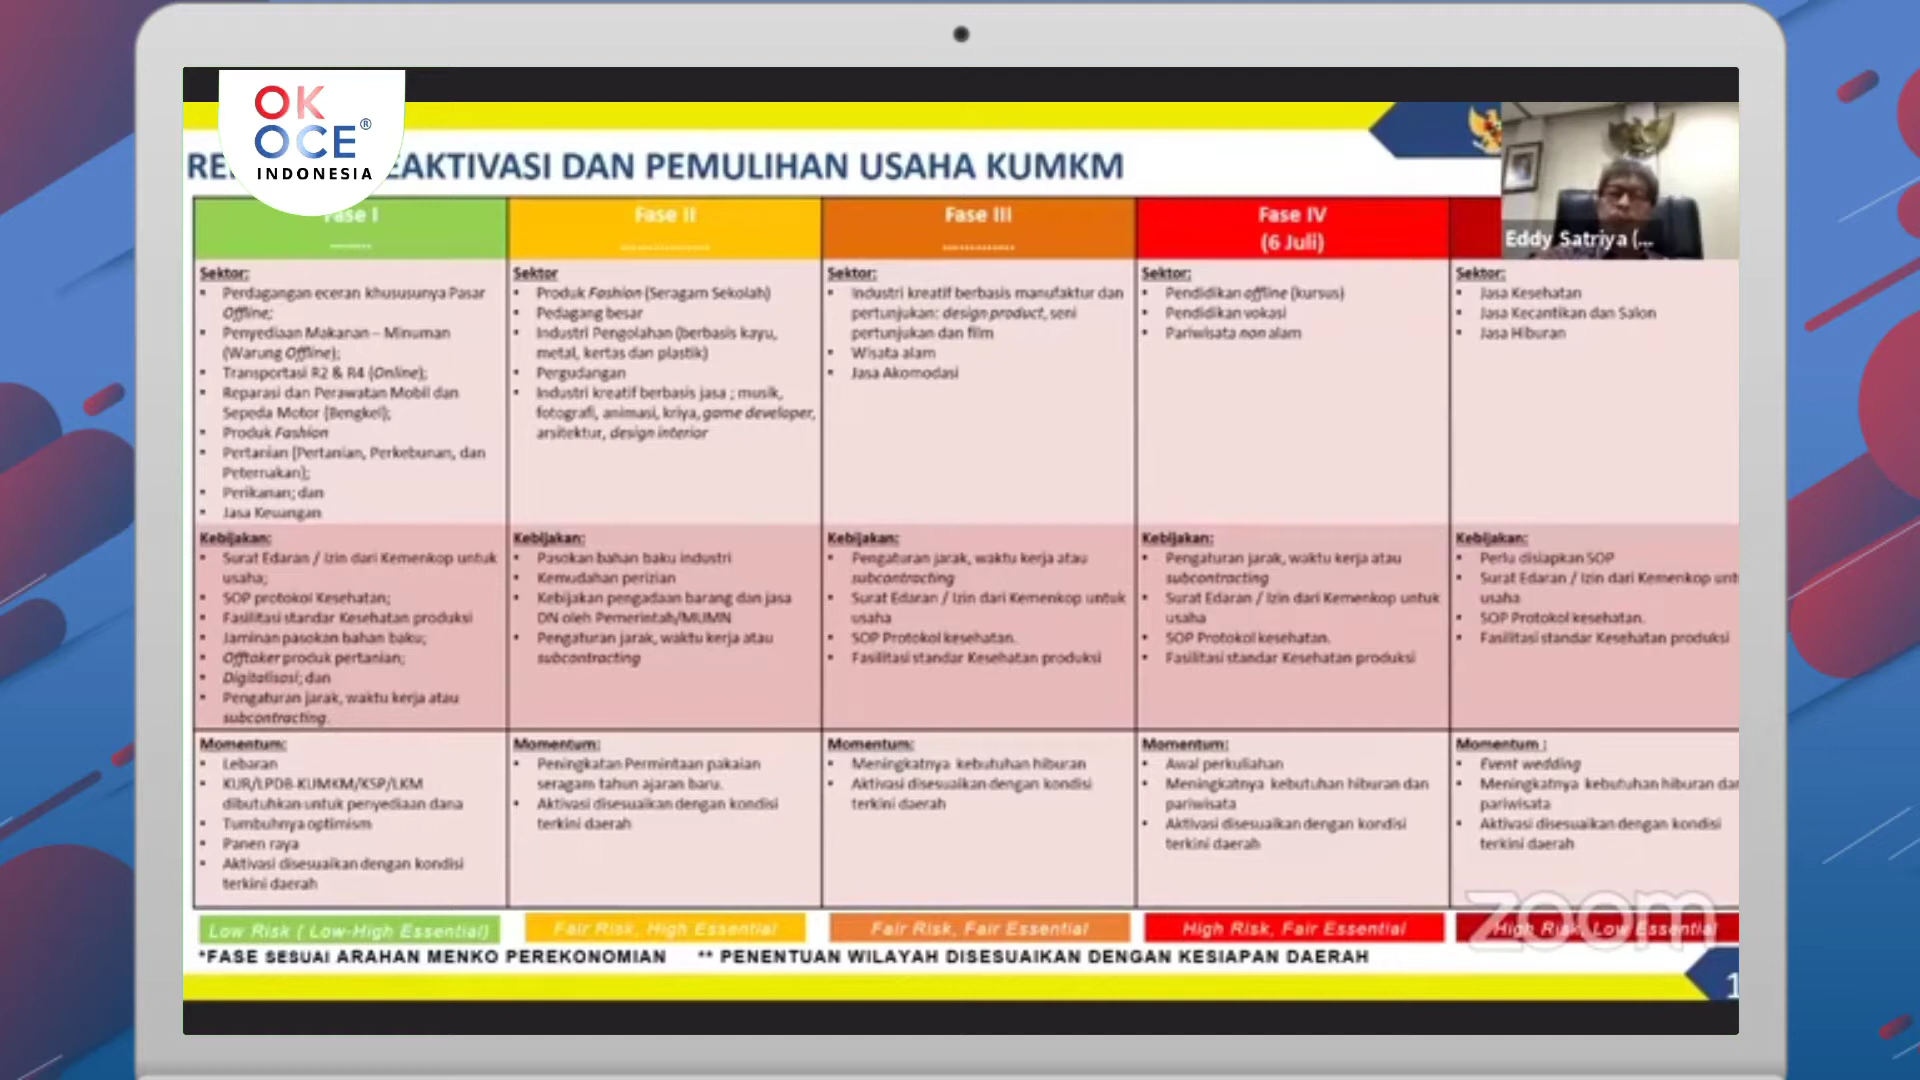 OK
OCE®
INDONESIA
EAKTIVASI DAN PEMULIHAN USAHA KUMKM
Eddy Satriya (...
Fase I
Fase II
Fase III
Fase IV
(6 Juli)
Sektor:
• Perdagangan eceran khususunya Pasar
Offline;
• Penyediaan Makanan – Minuman
(Warung Offline);
• Transportasi R2 & R4 (Online);
• Reparasi dan Perawatan Mobil dan
Sepeda Motor (Bengkel);
• Produk Fashion
• Pertanian (Pertanian, Perkebunan, dan
Peternakan);
• Perikanan; dan
• Jasa Keuangan
Sektor
• Produk Fashion (Seragam Sekolah)
• Pedagang besar
• Industri Pengolahan (berbasis kayu,
metal, kertas dan plastik)
• Pergudangan
• Industri kreatif berbasis jasa ; musik,
fotografi, animasi, kriya, game developer,
arsitektur, design interior
Sektor:
• Industri kreatif berbasis manufaktur dan
pertunjukan: design product, seni
pertunjukan dan film
• Wisata alam
• Jasa Akomodasi
Sektor:
• Pendidikan offline (kursus)
• Pendidikan vokasi
• Pariwisata non alam
Sektor:
• Jasa Kesehatan
• Jasa Kecantikan dan Salon
• Jasa Hiburan
Kebijakan:
• Surat Edaran / Izin dari Kemenkop untuk
usaha;
• SOP protokol Kesehatan;
• Fasilitasi standar Kesehatan produksi
• Jaminan pasokan bahan baku;
• Offtaker produk pertanian;
• Digitalisasi; dan
• Pengaturan jarak, waktu kerja atau
subcontracting.
Kebijakan:
• Pasokan bahan baku industri
• Kemudahan perizian
• Kebijakan pengadaan barang dan jasa
DN oleh Pemerintah/MUMN
• Pengaturan jarak, waktu kerja atau
subcontracting
Kebijakan:
• Pengaturan jarak, waktu kerja atau
subcontracting
• Surat Edaran / Izin dari Kemenkop untuk
usaha
• SOP Protokol kesehatan.
• Fasilitasi standar Kesehatan produksi
Kebijakan:
• Pengaturan jarak, waktu kerja atau
subcontracting
• Surat Edaran / Izin dari Kemenkop untuk
usaha
• SOP Protokol kesehatan.
• Fasilitasi standar Kesehatan produksi
Kebijakan:
• Perlu disiapkan SOP
• Surat Edaran / Izin dari Kemenkop unt
usaha
• SOP Protokol kesehatan.
• Fasilitasi standar Kesehatan produksi
Momentum:
• Lebaran
• KUR/LPDB-KUMKM/KSP/LKM
dibutuhkan untuk penyediaan dana
• Tumbuhnya optimism
• Panen raya
• Aktivasi disesuaikan dengan kondisi
terkini daerah
Momentum:
• Peningkatan Permintaan pakaian
seragam tahun ajaran baru.
• Aktivasi disesuaikan dengan kondisi
terkini daerah
Momentum:
• Meningkatnya kebutuhan hiburan
• Aktivasi disesuaikan dengan kondisi
terkini daerah
Momentum:
• Awal perkuliahan
• Meningkatnya kebutuhan hiburan dan
pariwisata
• Aktivasi disesuaikan dengan kondisi
terkini daerah
Momentum :
• Event wedding
• Meningkatnya kebutuhan hiburan dan
pariwisata
• Aktivasi disesuaikan dengan kondisi
terkini daerah
Low Risk ( Low-High Essential)
Fair Risk, High Essential
Fair Risk, Fair Essential
High Risk, Fair Essential
High Risk, Low Essential
zoom
*FASE SESUAI ARAHAN MENKO PEREKONOMIAN ** PENENTUAN WILAYAH DISESUAIKAN DENGAN KESIAPAN DAERAH
1